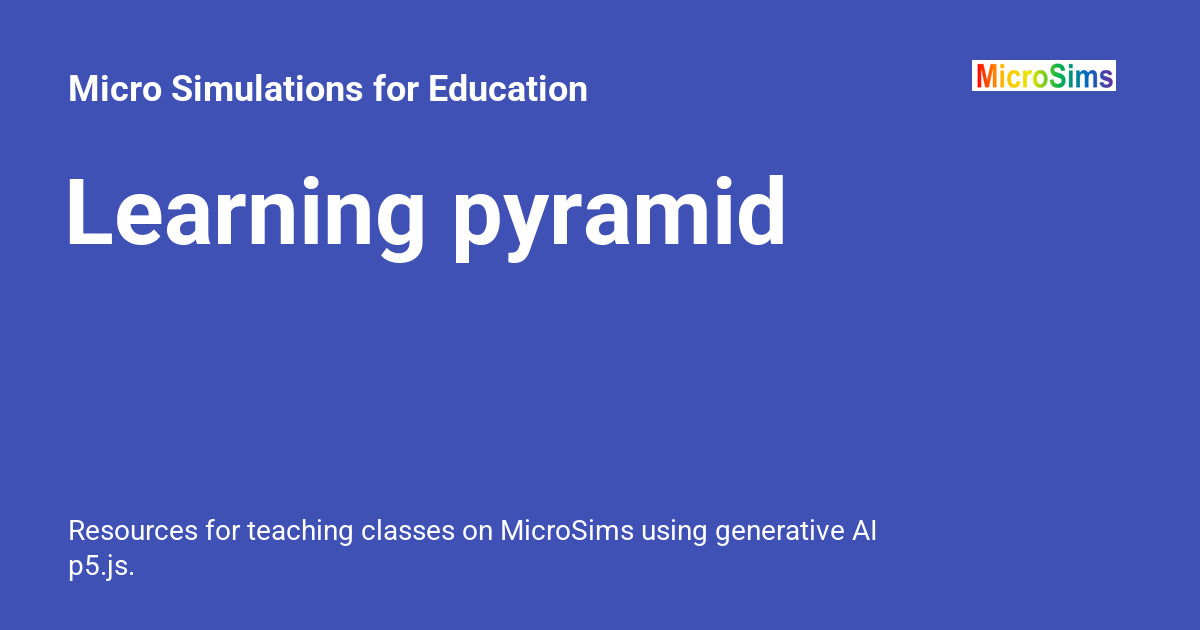 Micro Simulations for Education
MicroSims
Learning pyramid
Resources for teaching classes on MicroSims using generative AI
p5.js.